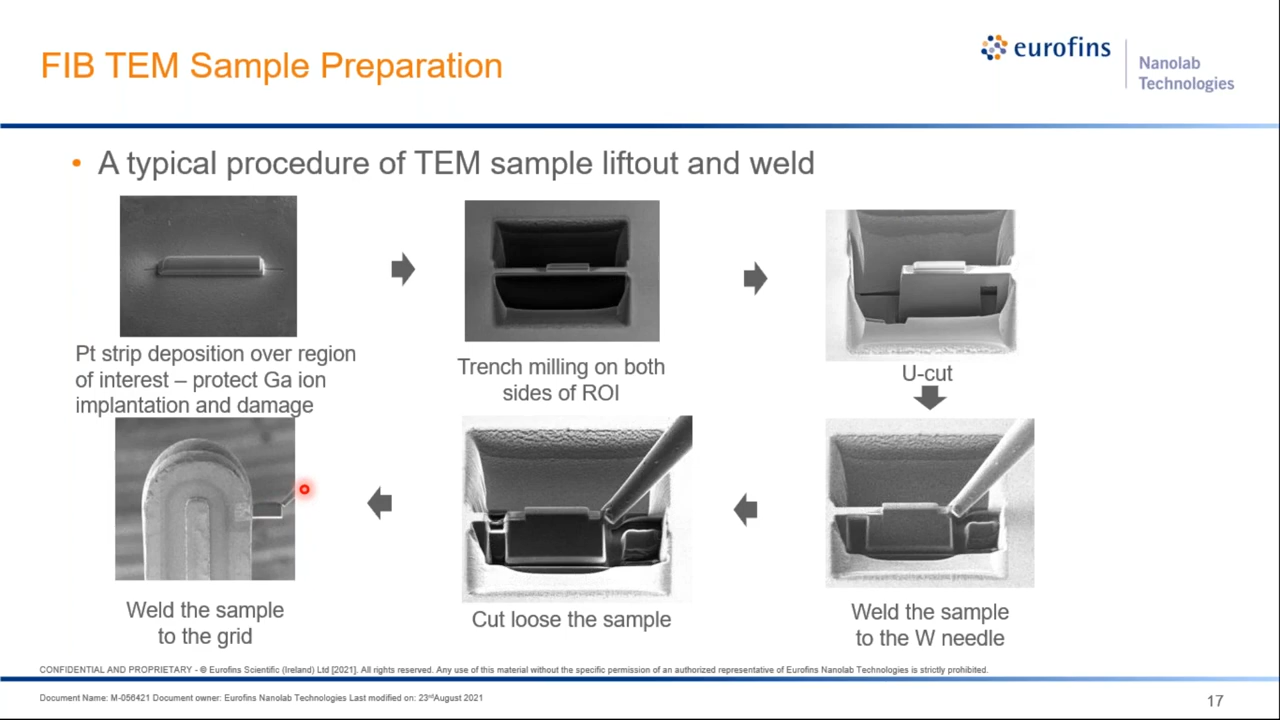 FIB TEM Sample Preparation
eurofins
Nanolab
Technologies
• A typical procedure of TEM sample liftout and weld
Pt strip deposition over region
of interest – protect Ga ion
implantation and damage
Trench milling on both
sides of ROI
U-cut
Weld the sample
to the W needle
Cut loose the sample
Weld the sample
to the grid
CONFIDENTIAL AND PROPRIETARY - © Eurofins Scientific (Ireland) Ltd [2021]. All rights reserved. Any use of this material without the specific permission of an authorized representative of Eurofins Nanolab Technologies is strictly prohibited.
Document Name: M-056421 Document owner: Eurofins Nanolab Technologies Last modified on: 23rdAugust 2021
17